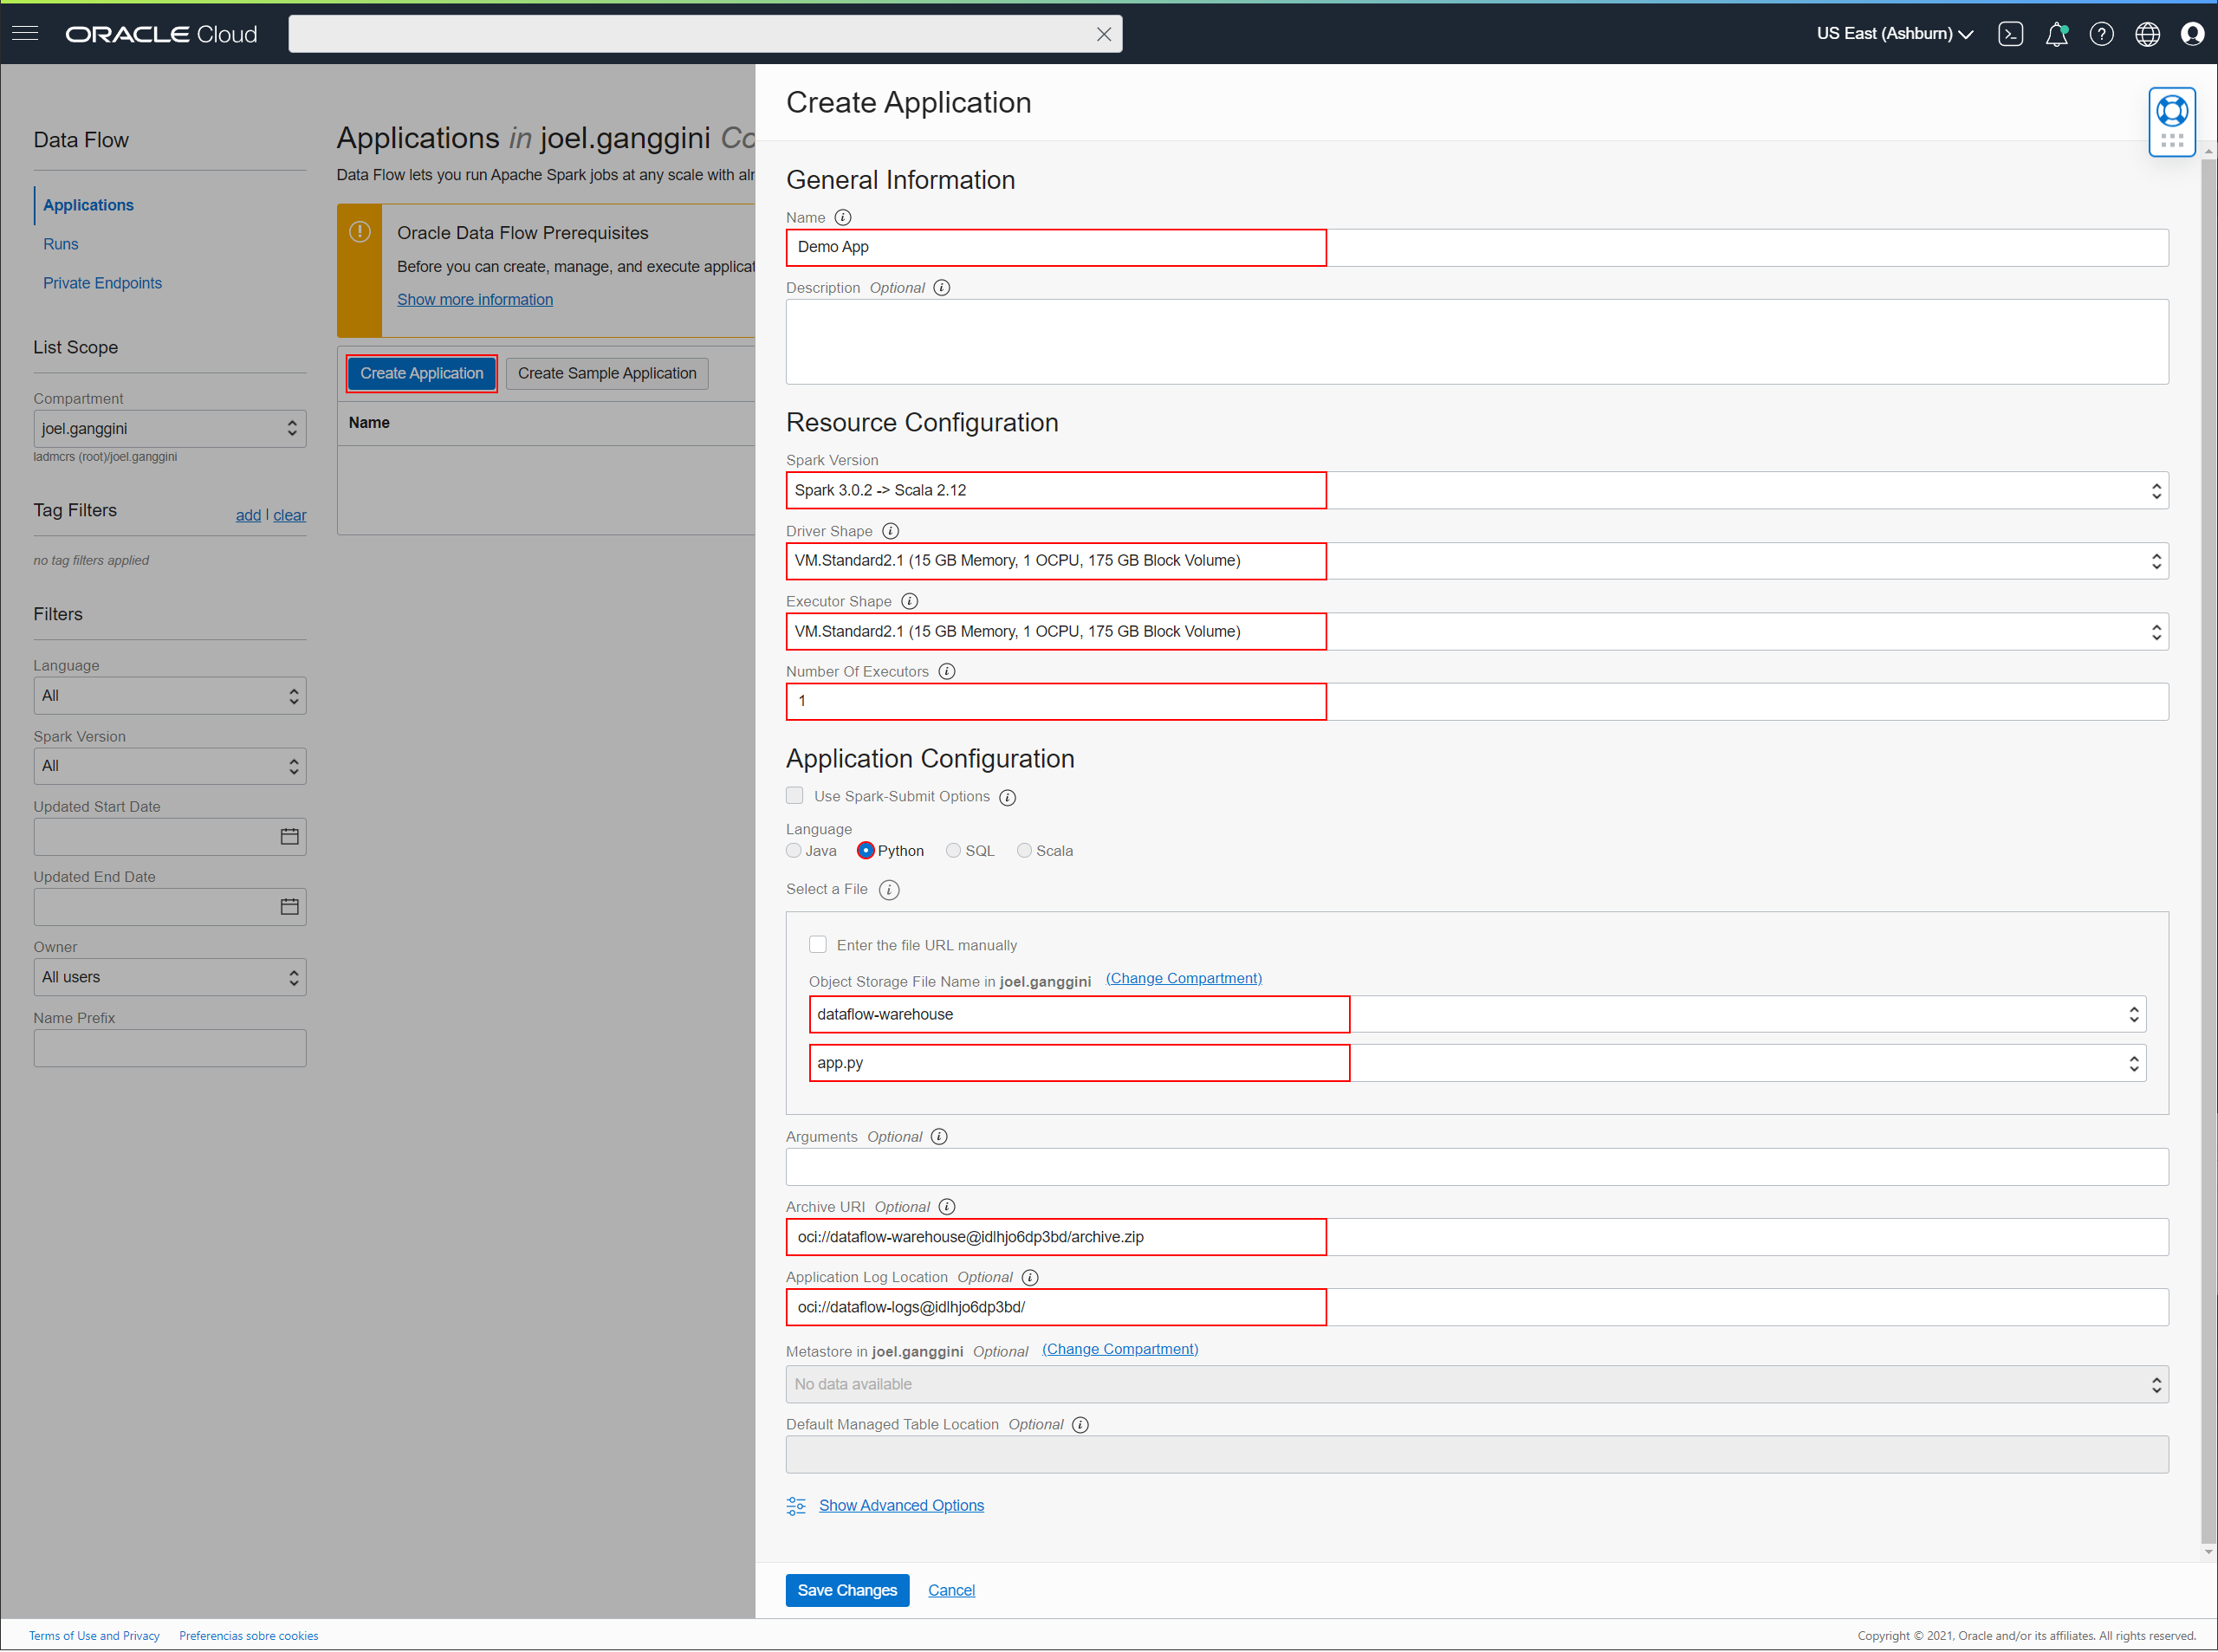 ORACLE Cloud
US East (Ashburn)
Data Flow
Applications
Runs
Private Endpoints
List Scope
Compartment
joel.ganggini
ladmcrs (root)/joel.ganggini
Tag Filters
add | clear
no tag filters applied
Filters
Language
All
Spark Version
All
Updated Start Date
Updated End Date
Owner
All users
Name Prefix
Applications in joel.ganggini Co
Data Flow lets you run Apache Spark jobs at any scale with alm
Oracle Data Flow Prerequisites
Before you can create, manage, and execute applicat
Show more information
Create Application
Create Sample Application
Name
Create Application
General Information
Name
Demo App
Description Optional
Resource Configuration
Spark Version
Spark 3.0.2 -> Scala 2.12
Driver Shape
VM.Standard2.1 (15 GB Memory, 1 OCPU, 175 GB Block Volume)
Executor Shape
VM.Standard2.1 (15 GB Memory, 1 OCPU, 175 GB Block Volume)
Number Of Executors
1
Application Configuration
Use Spark-Submit Options
Language
Java Python SQL Scala
Select a File
Enter the file URL manually
Object Storage File Name in joel.ganggini (Change Compartment)
dataflow-warehouse
app.py
Arguments Optional
Archive URI Optional
oci://dataflow-warehouse@idlhjo6dp3bd/archive.zip
Application Log Location Optional
oci://dataflow-logs@idlhjo6dp3bd/
Metastore in joel.ganggini Optional (Change Compartment)
No data available
Default Managed Table Location Optional
Show Advanced Options
Save Changes Cancel
Terms of Use and Privacy Preferencias sobre cookies
Copyright © 2021, Oracle and/or its affiliates. All rights reserved.